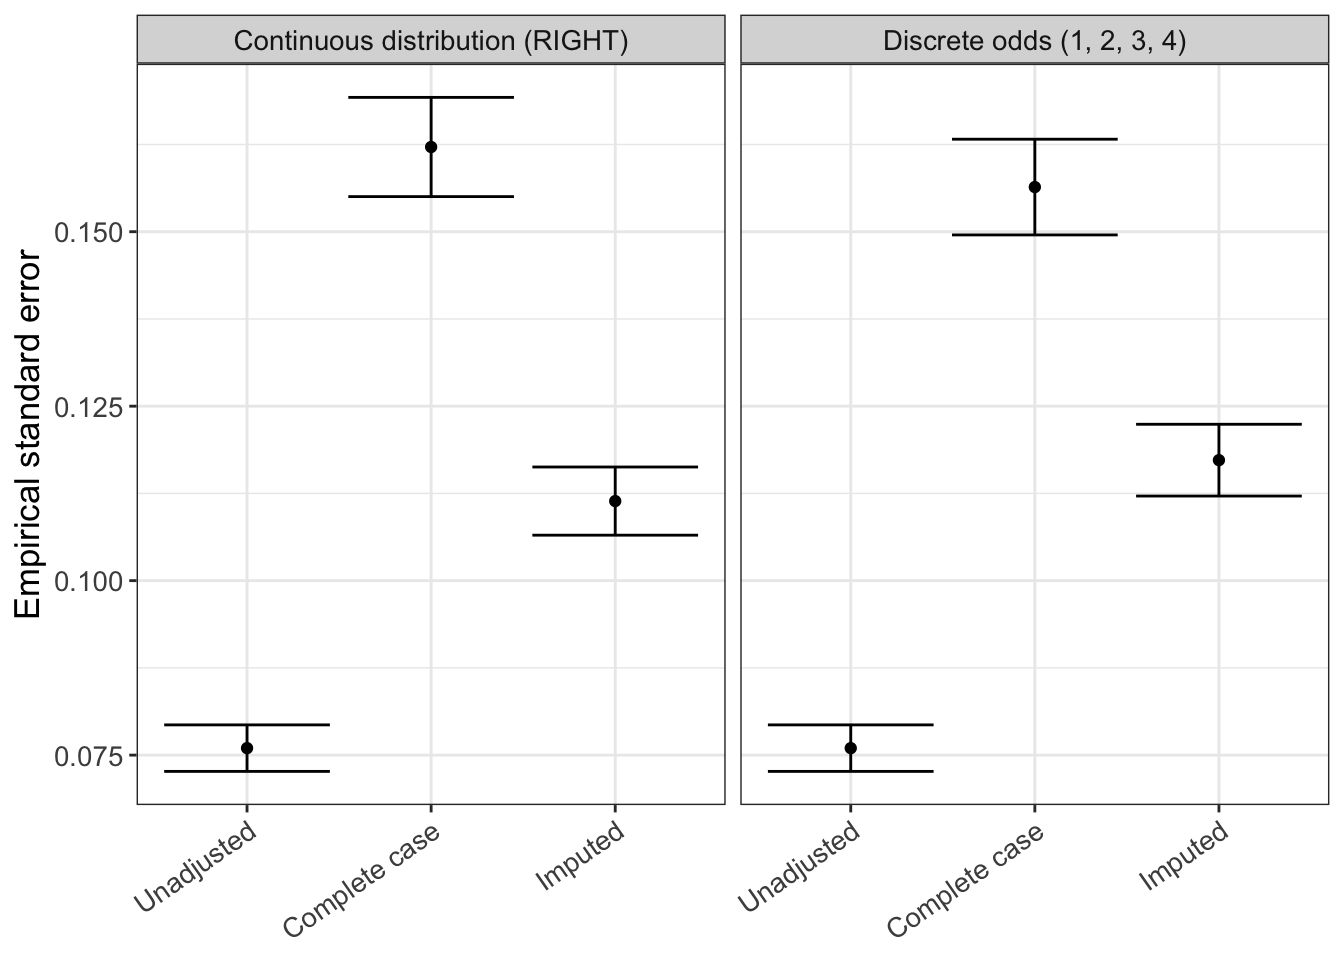 Continuous distribution (RIGHT)
Discrete odds (1, 2, 3, 4)
Empirical standard error
0.150
0.125
0.100
0.075
Unadjusted
Complete case
Imputed
Unadjusted
Complete case
Imputed